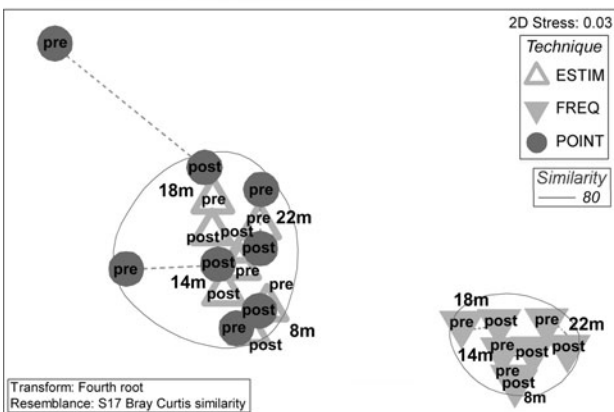 2D Stress: 0.03
Technique
ESTIM
FREQ
POINT
Similarity
80
pre
post
18m
pre
pre
22m
pre
post
post
post
pre
post
14m
pre
pre
post
post
8m
pre
post
18m
pre
post
pre
22m
14m
pre
post
post
pre
post
8m
Transform: Fourth root
Resemblance: S17 Bray Curtis similarity